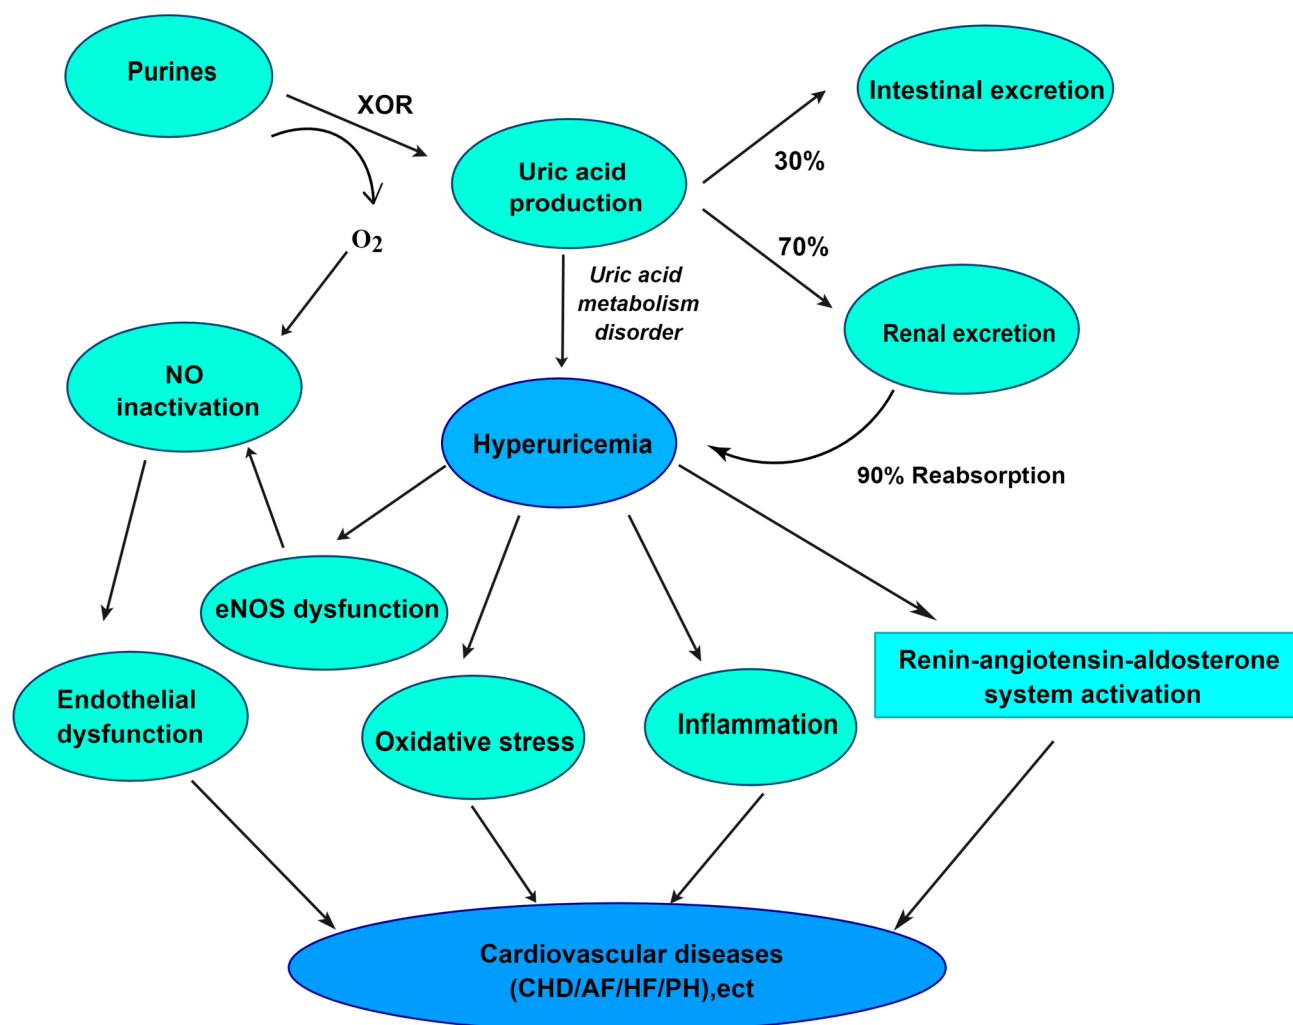 Purines
XOR
Intestinal excretion
Uric acid
production
30%
70%
O₂
Uric acid
metabolism
disorder
Renal excretion
NO
inactivation
Hyperuricemia
90% Reabsorption
eNOS dysfunction
Renin-angiotensin-aldosterone
system activation
Endothelial
dysfunction
Oxidative stress
Inflammation
Cardiovascular diseases
(CHD/AF/HF/PH),ect